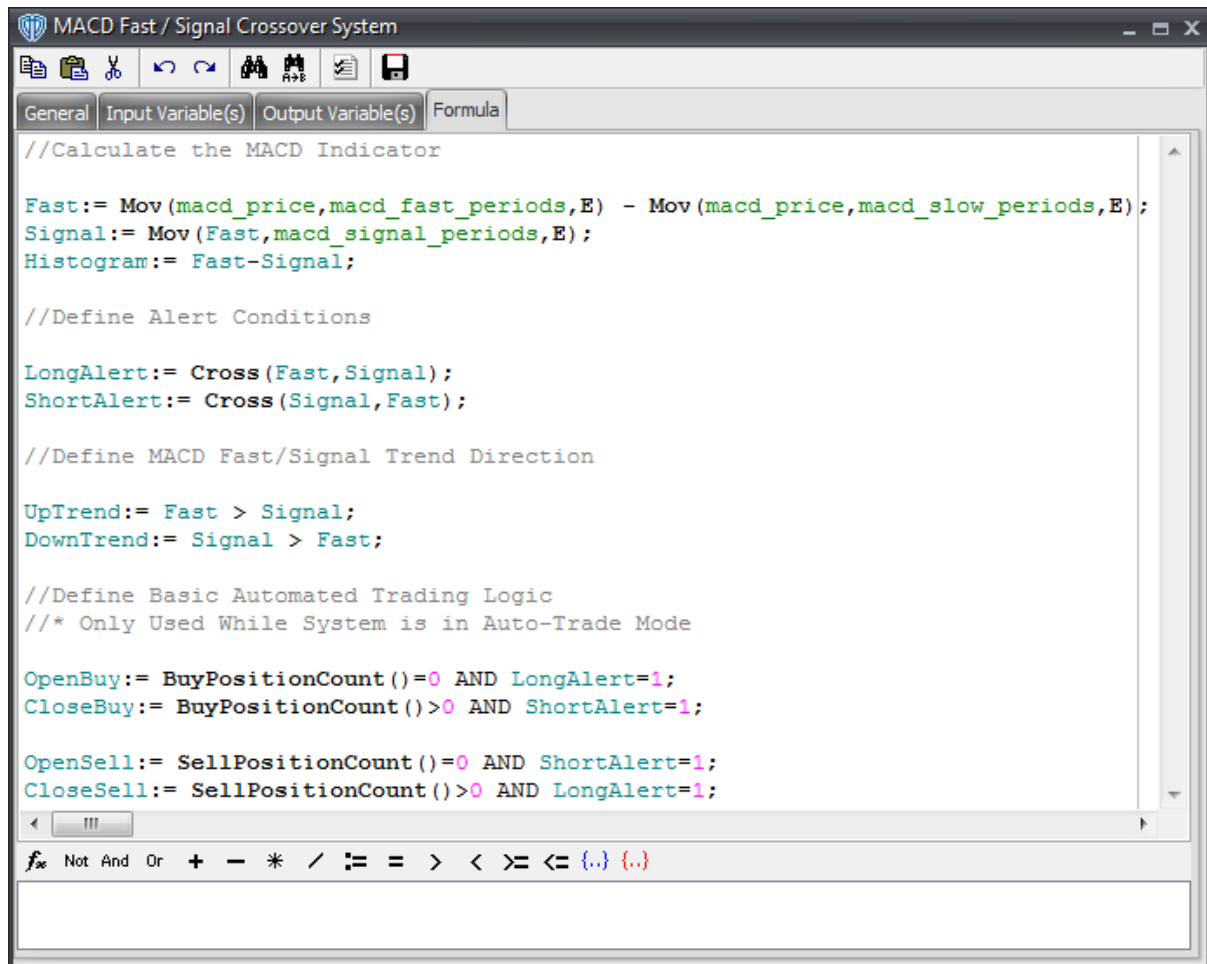 MACD Fast / Signal Crossover System
A→B
General Input Variable(s) Output Variable(s) Formula
//Calculate the MACD Indicator
Fast:= Mov(macd_price,macd_fast_periods,E) - Mov(macd_price,macd_slow_periods,E);
Signal:= Mov(Fast,macd_signal_periods,E);
Histogram:= Fast-Signal;
//Define Alert Conditions
LongAlert:= Cross(Fast,Signal);
ShortAlert:= Cross(Signal,Fast);
//Define MACD Fast/Signal Trend Direction
UpTrend:= Fast > Signal;
DownTrend:= Signal > Fast;
//Define Basic Automated Trading Logic
//* Only Used While System is in Auto-Trade Mode
OpenBuy:= BuyPositionCount()=0 AND LongAlert=1;
CloseBuy:= BuyPositionCount()>0 AND ShortAlert=1;
OpenSell:= SellPositionCount()=0 AND ShortAlert=1;
CloseSell:= SellPositionCount()>0 AND LongAlert=1;
fx Not And Or + - * / := = > < >= <= {..} {..}